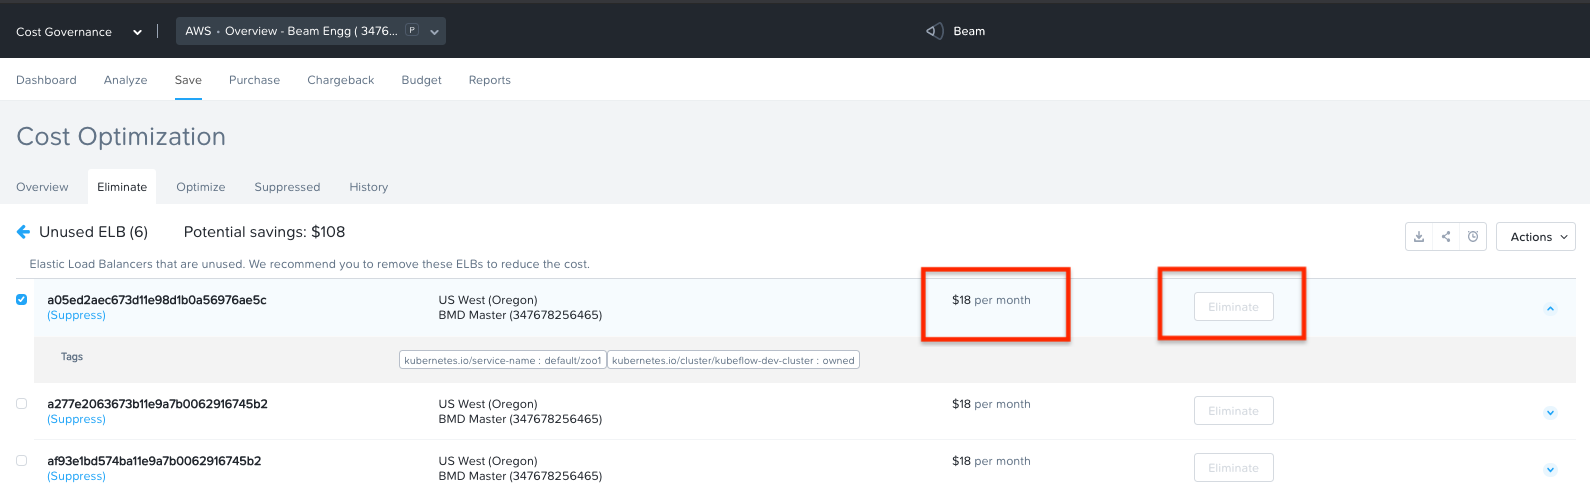 Cost Governance
AWS • Overview - Beam Engg ( 3476... P
Beam
Dashboard Analyze Save Purchase Chargeback Budget Reports
Cost Optimization
Overview Eliminate Optimize Suppressed History
Unused ELB (6) Potential savings: $108
Actions
Elastic Load Balancers that are unused. We recommend you to remove these ELBs to reduce the cost.
a05ed2aec673d11e98d1b0a56976ae5c US West (Oregon) $18 per month Eliminate
(Suppress) BMD Master (347678256465)
Tags kubernetes.io/service-name : default/zoo1 kubernetes.io/cluster/kubeflow-dev-cluster : owned
a277e2063673b11e9a7b0062916745b2 US West (Oregon) $18 per month Eliminate
(Suppress) BMD Master (347678256465)
af93e1bd574ba11e9a7b0062916745b2 US West (Oregon) $18 per month Eliminate
(Suppress) BMD Master (347678256465)